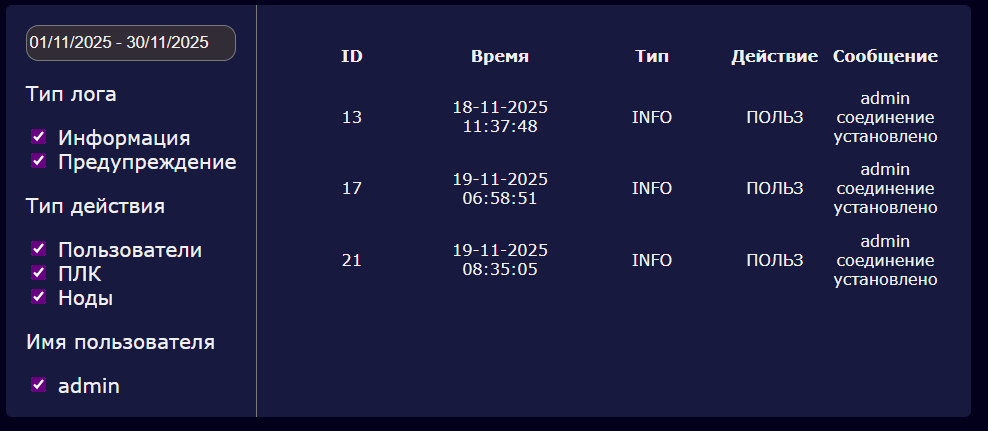 01/11/2025 - 30/11/2025
Тип лога
Информация
Предупреждение
Тип действия
Пользователи
ПЛК
Ноды
Имя пользователя
admin
ID Время Тип Действие Сообщение
13 18-11-2025 11:37:48 INFO ПОЛЬЗ admin соединение установлено
17 19-11-2025 06:58:51 INFO ПОЛЬЗ admin соединение установлено
21 19-11-2025 08:35:05 INFO ПОЛЬЗ admin соединение установлено